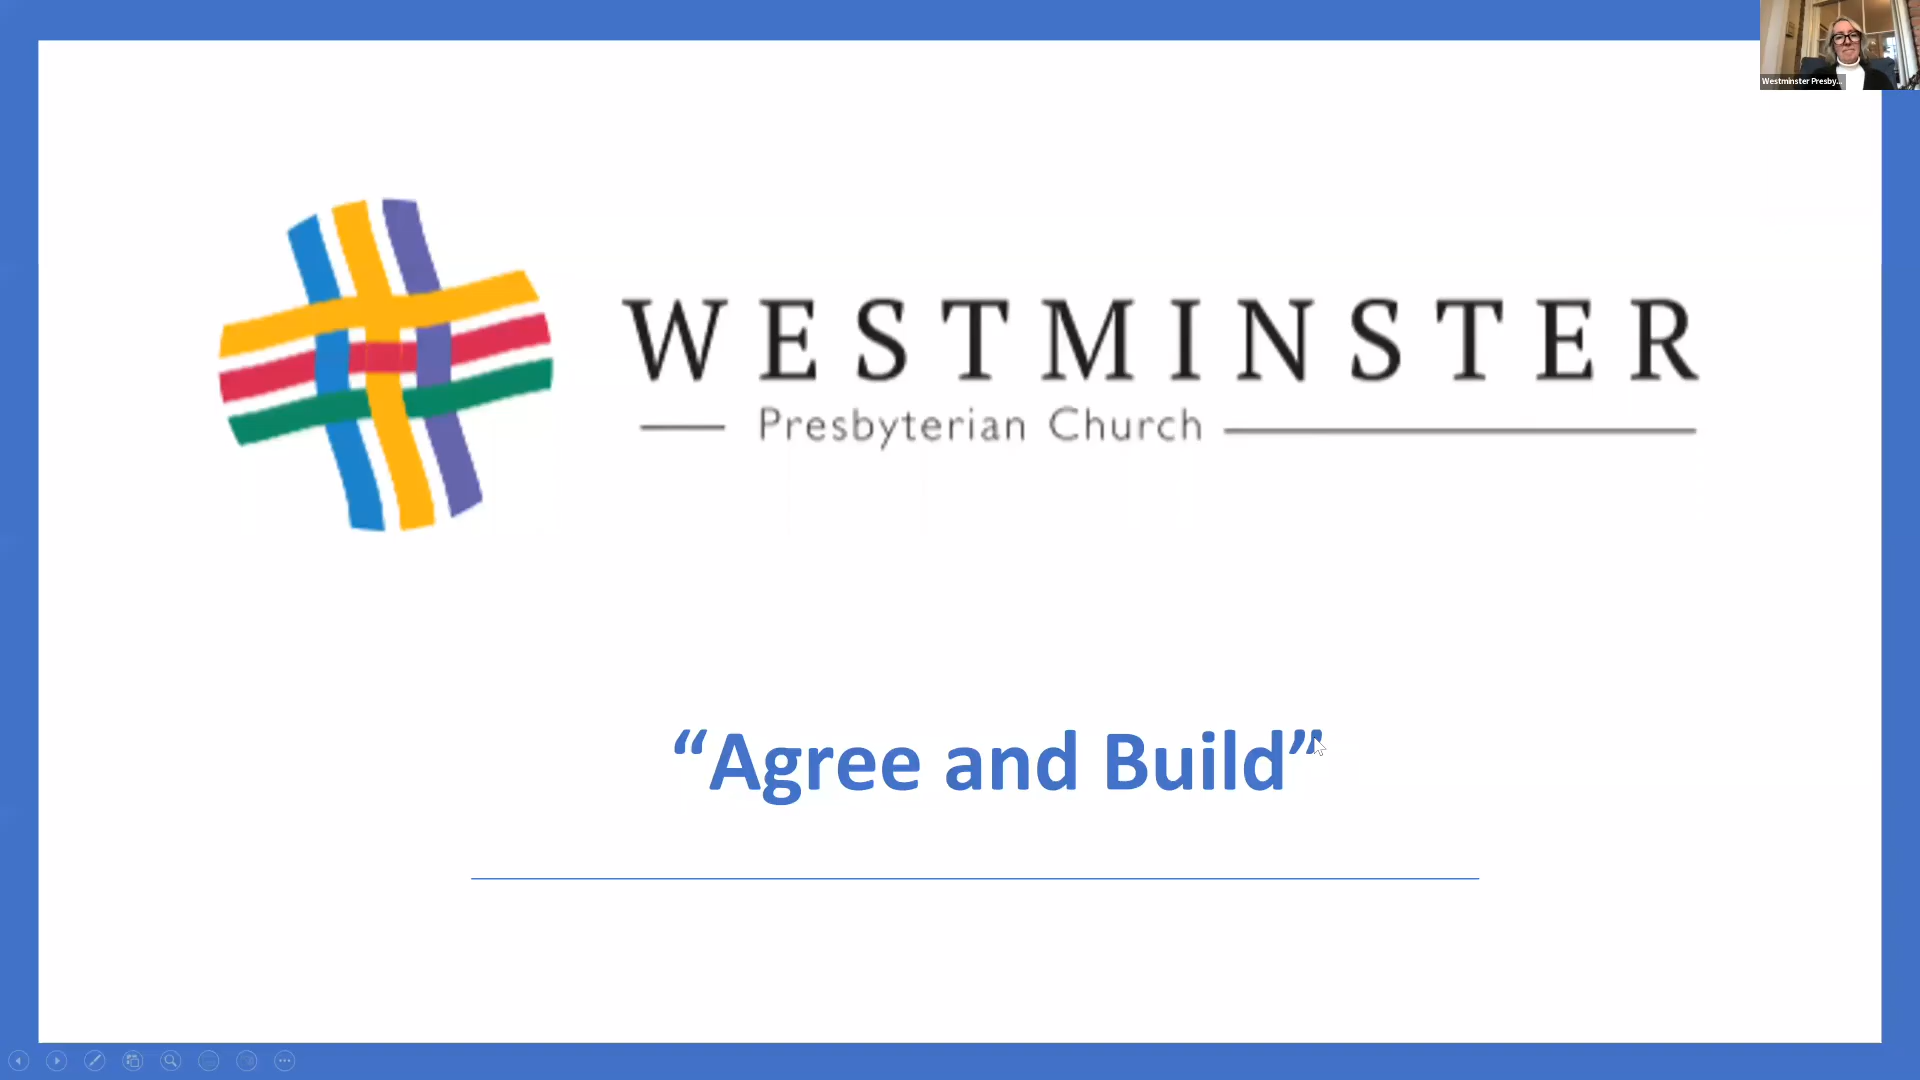 Westminster Presby...
WESTMINSTER
Presbyterian Church
“Agree and Build”